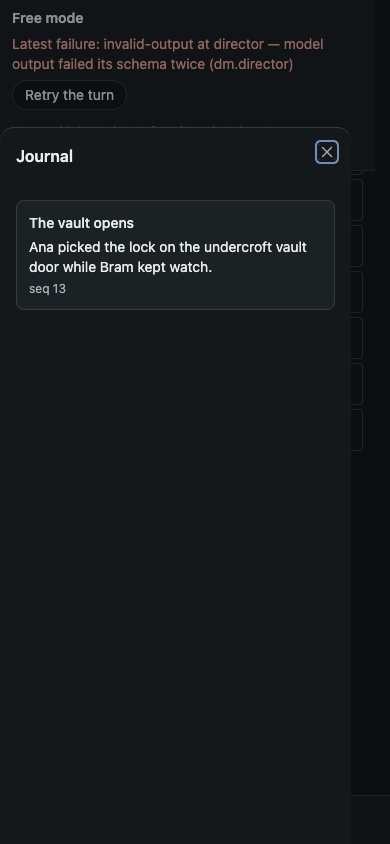 Free mode
Latest failure: invalid-output at director — model
output failed its schema twice (dm.director)
Retry the turn
Journal
The vault opens
Ana picked the lock on the undercroft vault
door while Bram kept watch.
seq 13